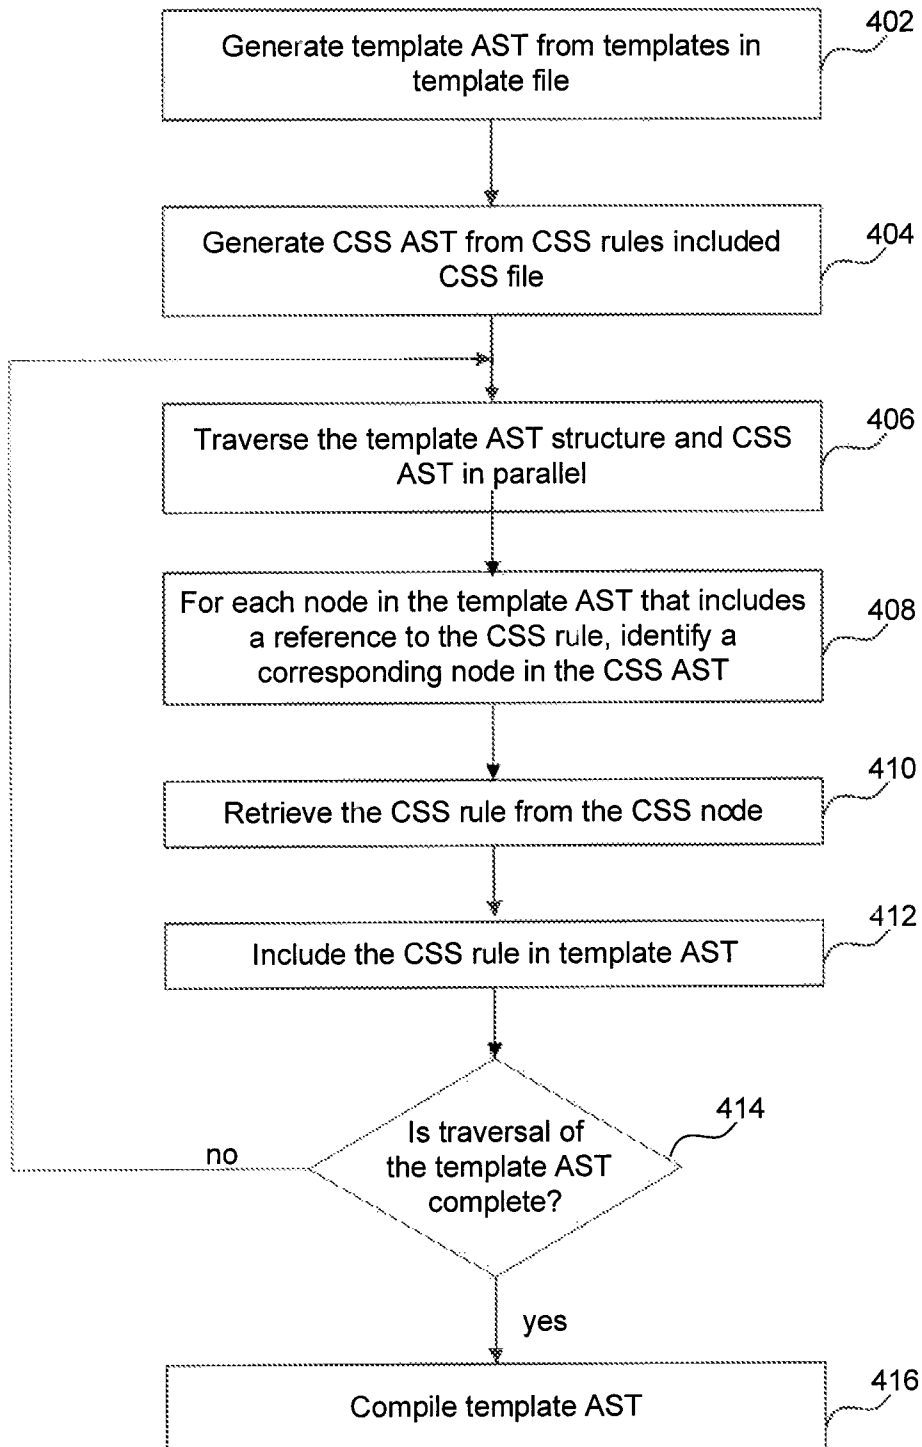 402
Generate template AST from templates in
template file
Generate CSS AST from CSS rules included
CSS file
404
Traverse the template AST structure and CSS
AST in parallel
406
For each node in the template AST that includes
a reference to the CSS rule, identify a
corresponding node in the CSS AST
408
Retrieve the CSS rule from the CSS node
410
Include the CSS rule in template AST
412
Is traversal of
the template AST
complete?
414
no
yes
Compile template AST
416